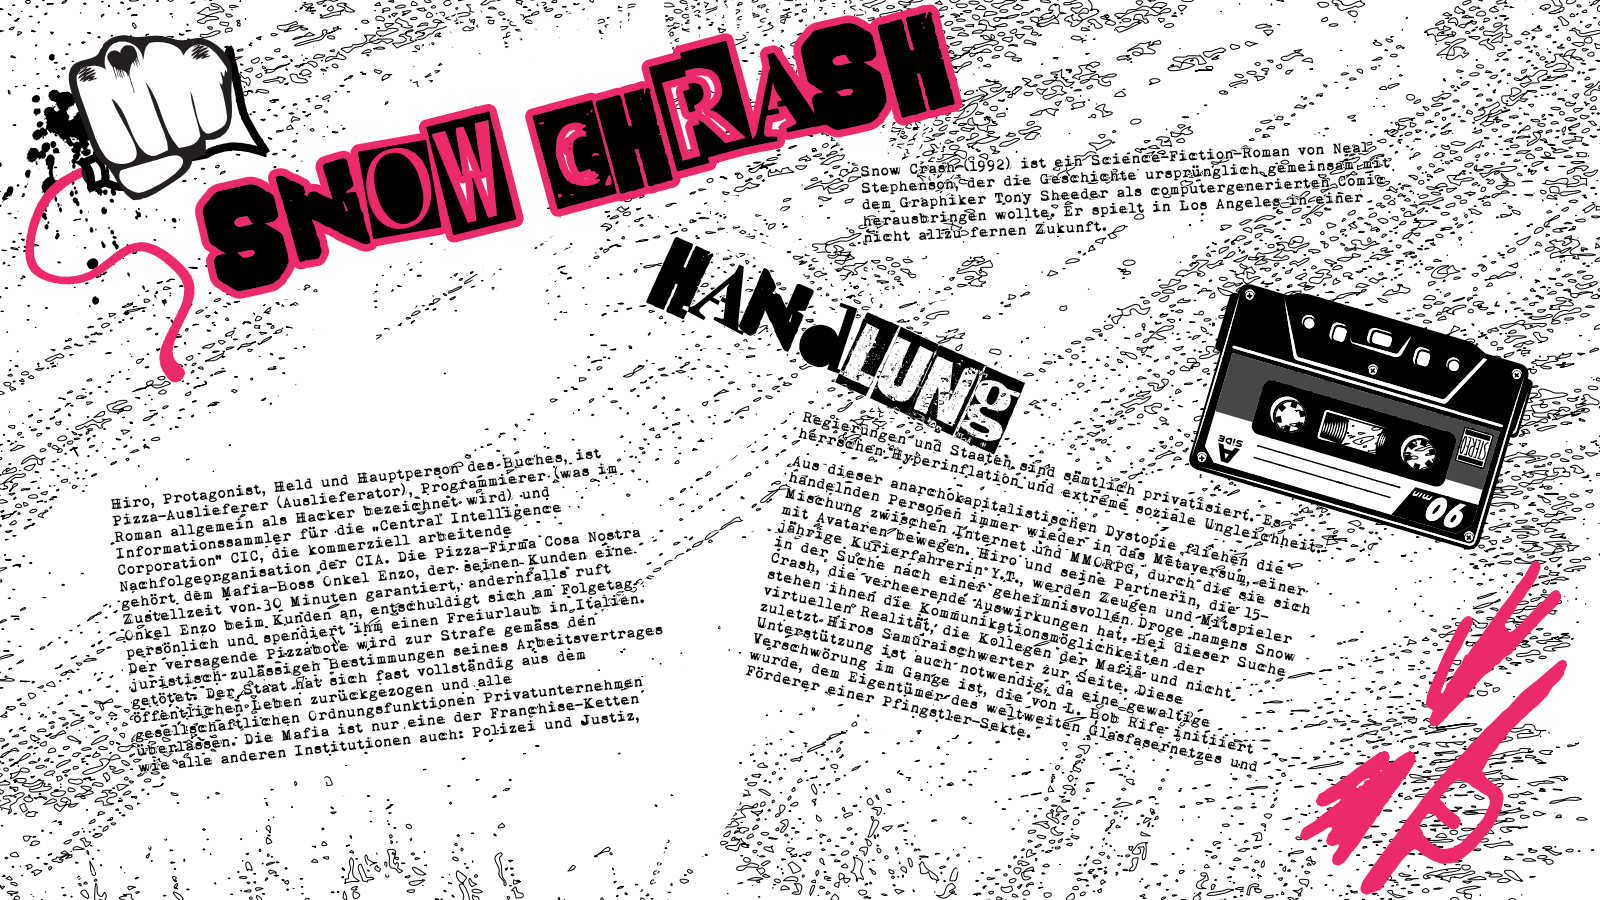 SNOW CHRASH
Snow Crash (1992) ist ein Science-Fiction-Roman von Neal
Stephenson, der die Geschichte ursprünglich gemeinsam mit
dem Graphiker Tony Sheeder als computergenerierten Comic
herausbringen wollte. Er spielt in Los Angeles in einer
nicht allzu fernen Zukunft.
HANdLUNg
Hiro, Protagonist, Held und Hauptperson des Buches, ist
Pizza-Auslieferer (Auslieferator), Programmierer (was im
Roman allgemein als Hacker bezeichnet wird) und
Informationssammler für die "Central Intelligence
Corporation" CIC, die kommerziell arbeitende
Nachfolgeorganisation der CIA. Die Pizza-Firma Cosa Nostra
gehört dem Mafia-Boss Onkel Enzo, der seinen Kunden eine
Zustellzeit von 30 Minuten garantiert, andernfalls ruft
Onkel Enzo beim Kunden an, entschuldigt sich am Folgetag
persönlich und spendiert ihm einen Freiurlaub in Italien.
Der versagende Pizzabote wird zur Strafe gemäss den
juristisch zulässigen Bestimmungen seines Arbeitsvertrages
getötet. Der Staat hat sich fast vollständig aus dem
öffentlichen Leben zurückgezogen und alle
gesellschaftlichen Ordnungsfunktionen Privatunternehmen
überlassen. Die Mafia ist nur eine der Franchise-Ketten
wie alle anderen Institutionen auch: Polizei und Justiz,
Regierungen und Staaten sind sämtlich privatisiert. Es
herrschen Hyperinflation und extreme soziale Ungleichheit.
Aus dieser anarchokapitalistischen Dystopie fliehen die
handelnden Personen immer wieder in das Metaversum, einer
Mischung zwischen Internet und MMORPG, durch die sie sich
mit Avataren bewegen. Hiro und seine Partnerin, die 15-
jährige Kurierfahrerin Y.T., werden Zeugen und Mitspieler
in der Suche nach einer geheimnisvollen Droge namens Snow
Crash, die verheerende Auswirkungen hat. Bei dieser Suche
stehen ihnen die Kommunikationsmöglichkeiten der
virtuellen Realität, die Kollegen der Mafia und nicht
zuletzt Hiros Samuraischwerter zur Seite. Diese
Unterstützung ist auch notwendig, da eine gewaltige
Verschwörung im Gange ist, die von L. Bob Rife initiiert
wurde, dem Eigentümer des weltweiten Glasfasernetzes und
Förderer einer Pfingstler-Sekte.
A
SIDE
STEREO
90
min